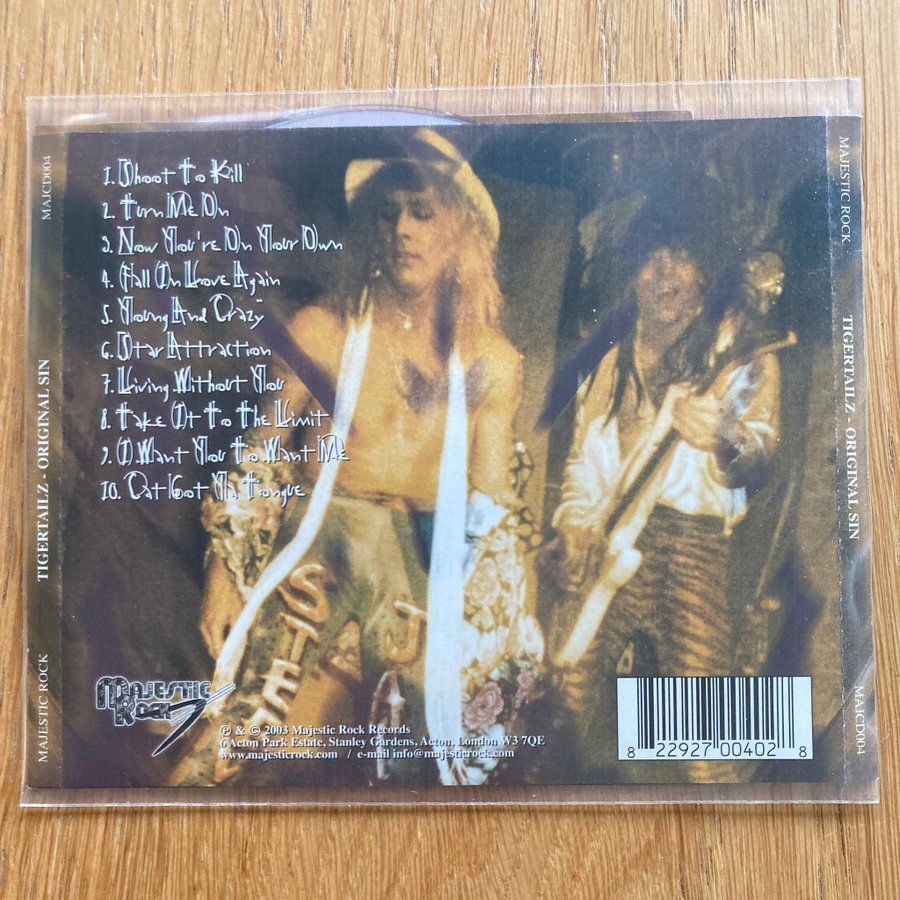 1. Shoot To Kill
2. Turn Me On
3. Now You're On Your Own
4. Fall In Love Again
5. Young And Crazy
6. Star Attraction
7. Living Without You
8. Take It To The Limit
9. I Want You To Want Me
10. Cat Got Ya Tongue
MAJESTIC ROCK
℗ & © 2003 Majestic Rock Records
6 Acton Park Estate, Stanley Gardens, Acton, London W3 7QE
www.majesticrock.com / e-mail info@majesticrock.com
8 22927 00402 8
MAJESTIC ROCK TIGERTAILZ - ORIGINAL SIN MAJCD004
MAJESTIC ROCK TIGERTAILZ - ORIGINAL SIN MAJCD004
STE
J